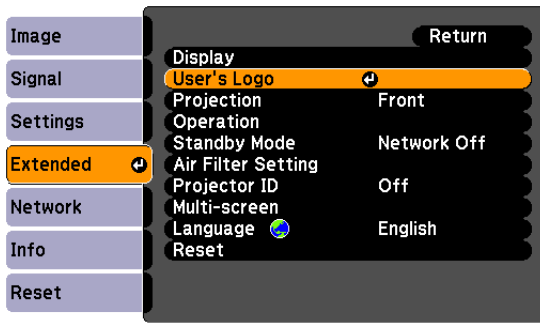 Image
Signal
Settings
Extended
Network
Info
Reset
Return
Display
User's Logo
Projection Front
Operation
Standby Mode Network Off
Air Filter Setting
Projector ID Off
Multi-screen
Language English
Reset